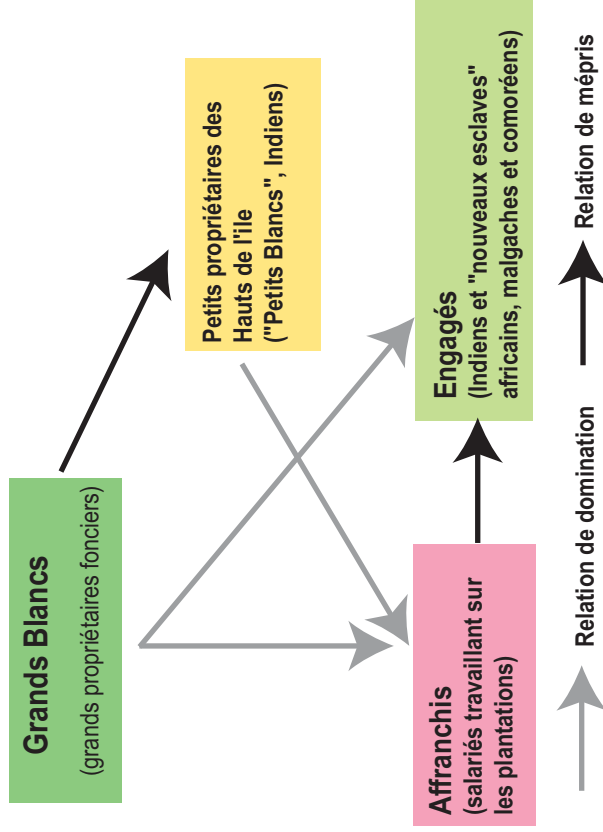 Grands Blancs
(grands propriétaires fonciers)
Petits propriétaires des
Hauts de l'ile
("Petits Blancs", Indiens)
Affranchis
(salariés travaillant sur
les plantations)
Engagés
(Indiens et "nouveaux esclaves"
africains, malgaches et comoréens)
Relation de domination
Relation de mépris